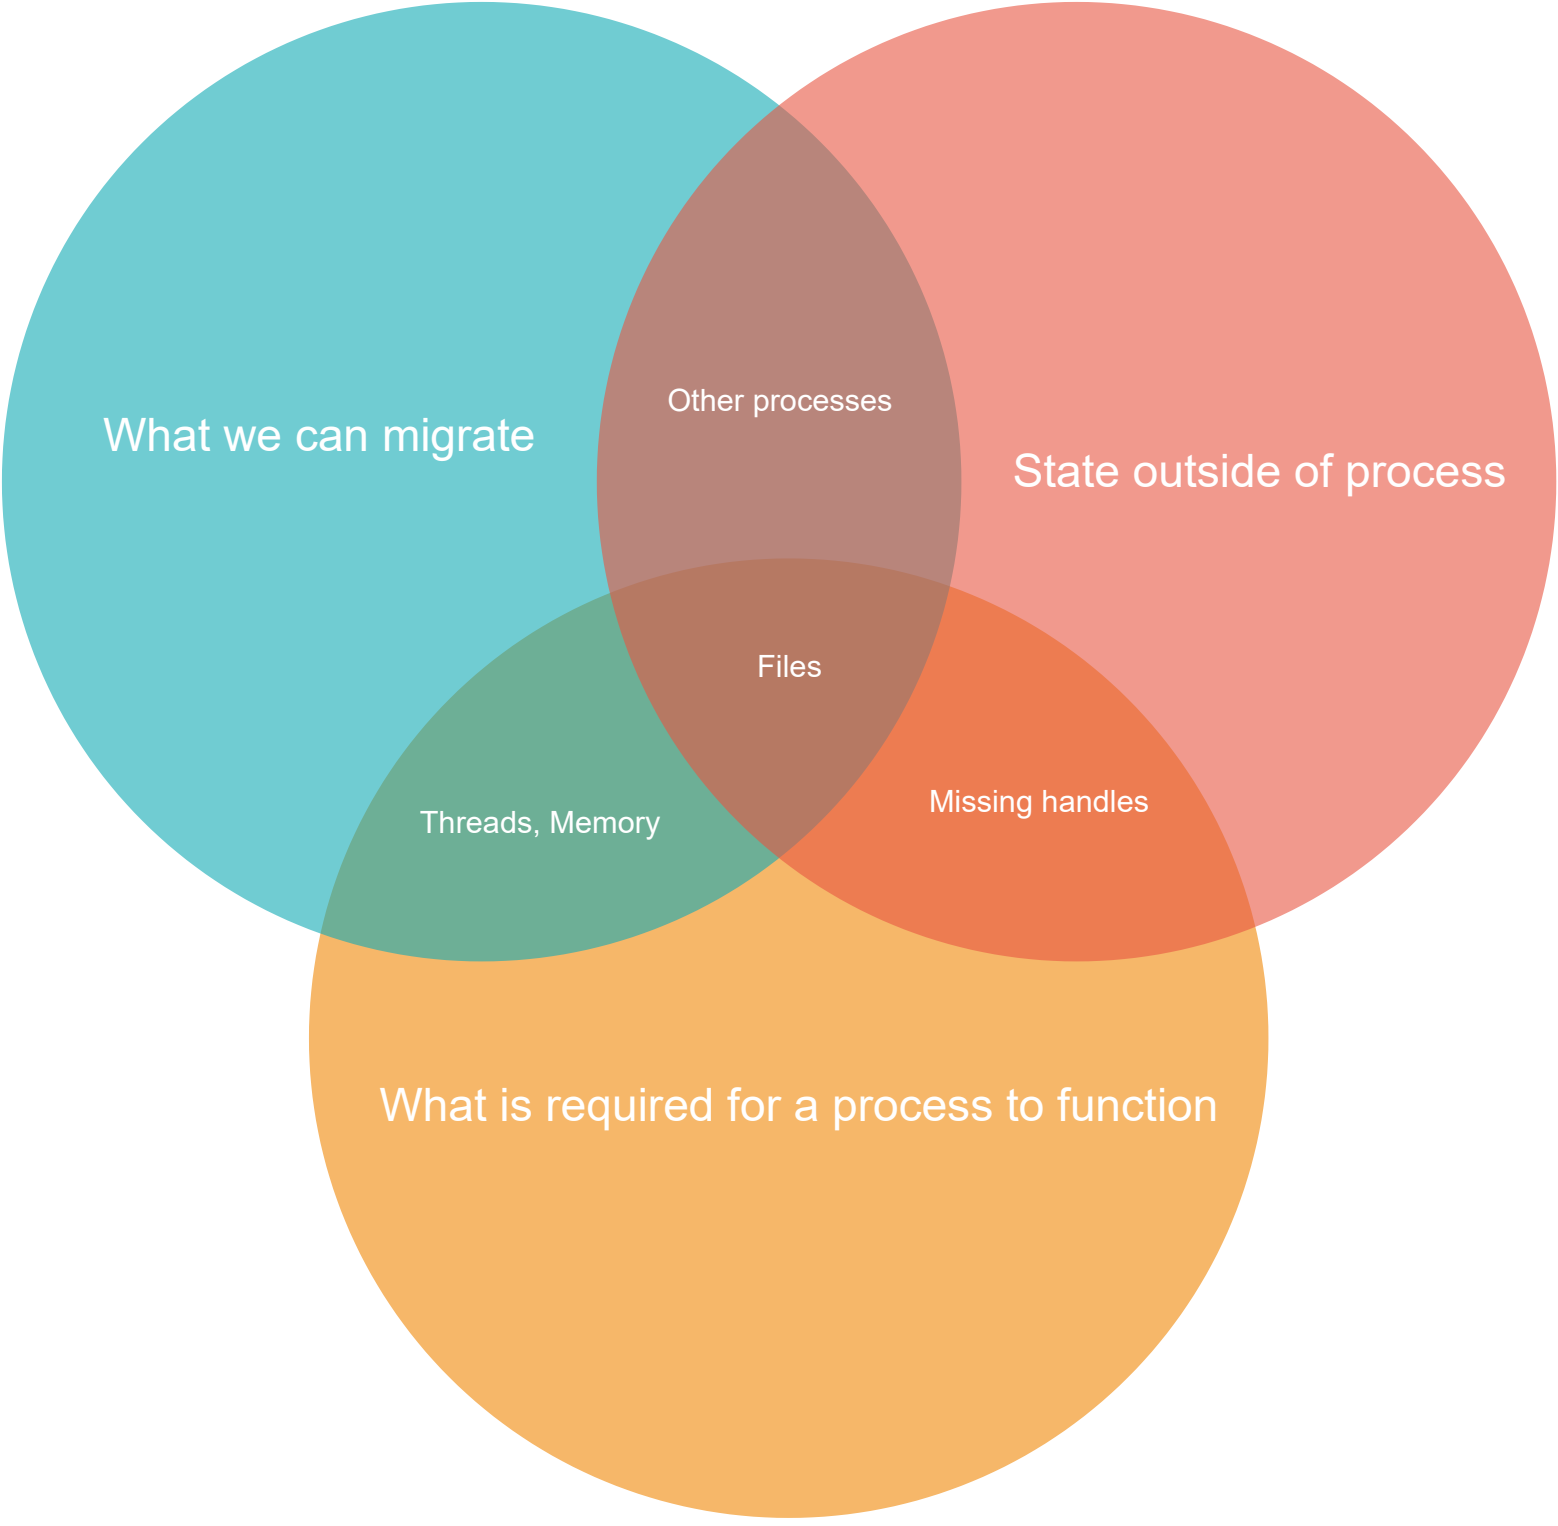 Other processes
What we can migrate
State outside of process
Files
Missing handles
Threads, Memory
What is required for a process to function